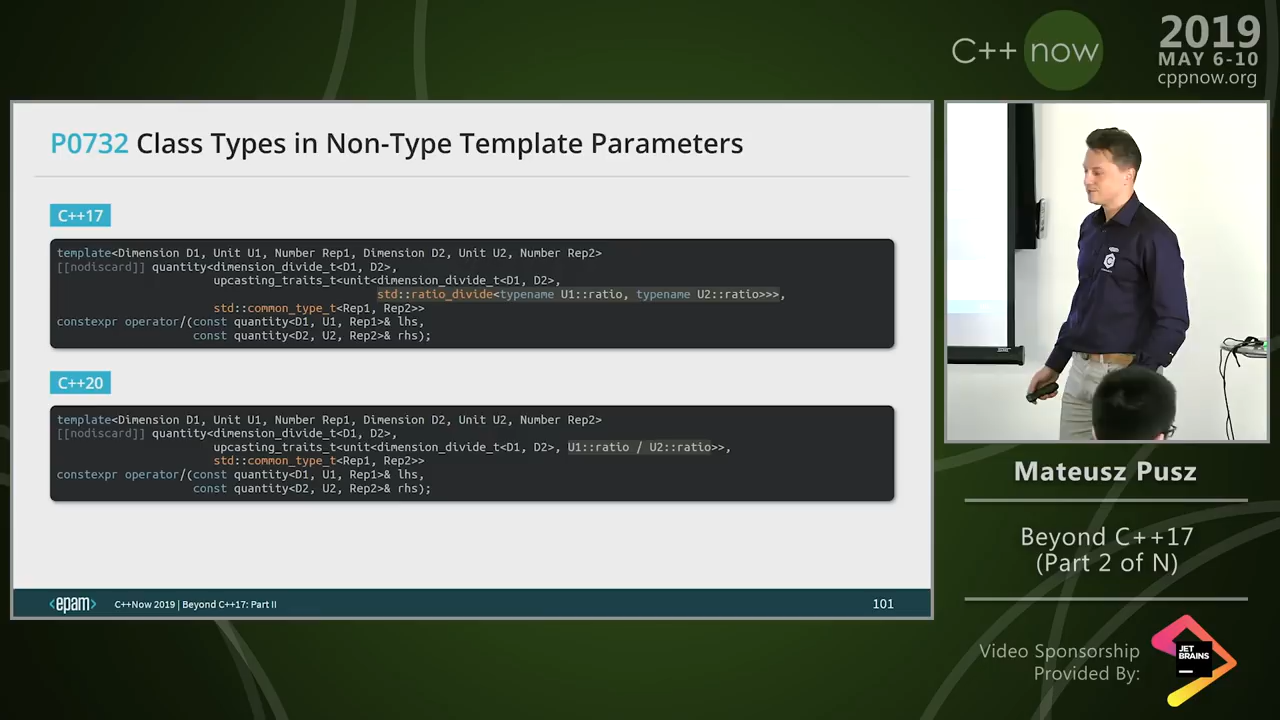 C++ now
2019
MAY 6-10
cppnow.org
P0732 Class Types in Non-Type Template Parameters
C++17
template<Dimension D1, Unit U1, Number Rep1, Dimension D2, Unit U2, Number Rep2>
[[nodiscard]] quantity<dimension_divide_t<D1, D2>,
upcasting_traits_t<unit<dimension_divide_t<D1, D2>,
std::ratio_divide<typename U1::ratio, typename U2::ratio>>>,
std::common_type_t<Rep1, Rep2>>
constexpr operator/(const quantity<D1, U1, Rep1>& lhs,
const quantity<D2, U2, Rep2>& rhs);
C++20
template<Dimension D1, Unit U1, Number Rep1, Dimension D2, Unit U2, Number Rep2>
[[nodiscard]] quantity<dimension_divide_t<D1, D2>,
upcasting_traits_t<unit<dimension_divide_t<D1, D2>, U1::ratio / U2::ratio>>,
std::common_type_t<Rep1, Rep2>>
constexpr operator/(const quantity<D1, U1, Rep1>& lhs,
const quantity<D2, U2, Rep2>& rhs);
<epam>
C++Now 2019 | Beyond C++17: Part II
101
Mateusz Pusz
Beyond C++17
(Part 2 of N)
Video Sponsorship
Provided By:
JET
BRAINS